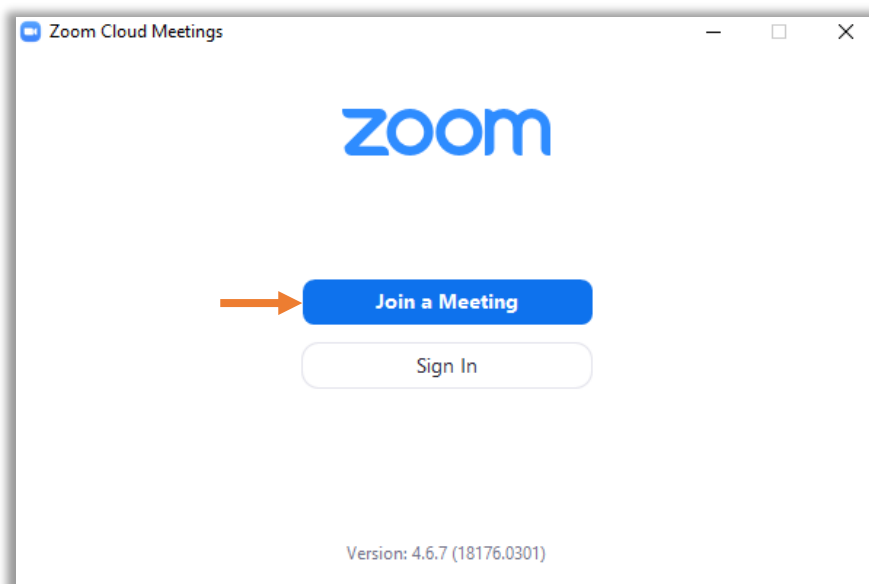 Zoom Cloud Meetings
zoom
Join a Meeting
Sign In
Version: 4.6.7 (18176.0301)